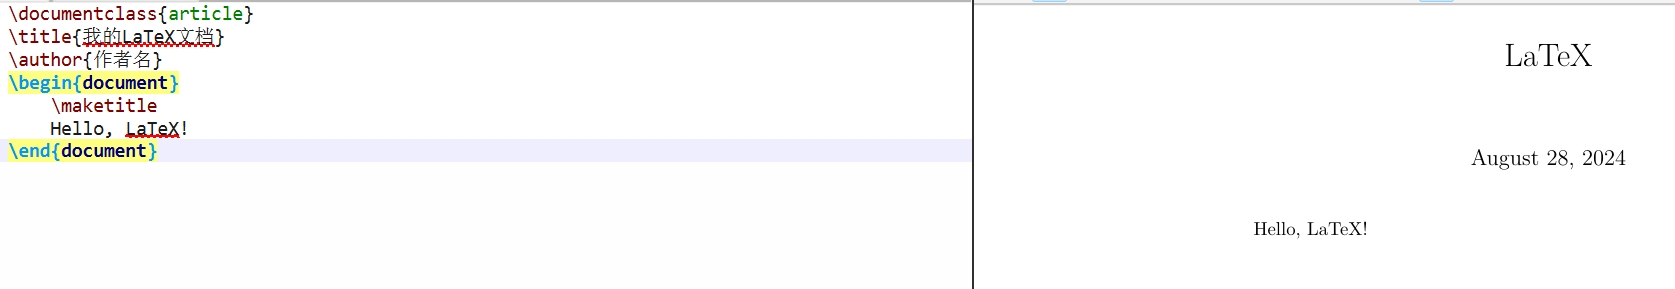 \documentclass{article}
\title{我的LaTeX文档}
\author{作者名}
\begin{document}
\maketitle
Hello, LaTeX!
\end{document}
LaTeX
August 28, 2024
Hello, LaTeX!